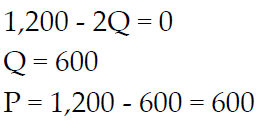 1,200 - 2Q = 0
Q = 600
P = 1,200 - 600 = 600